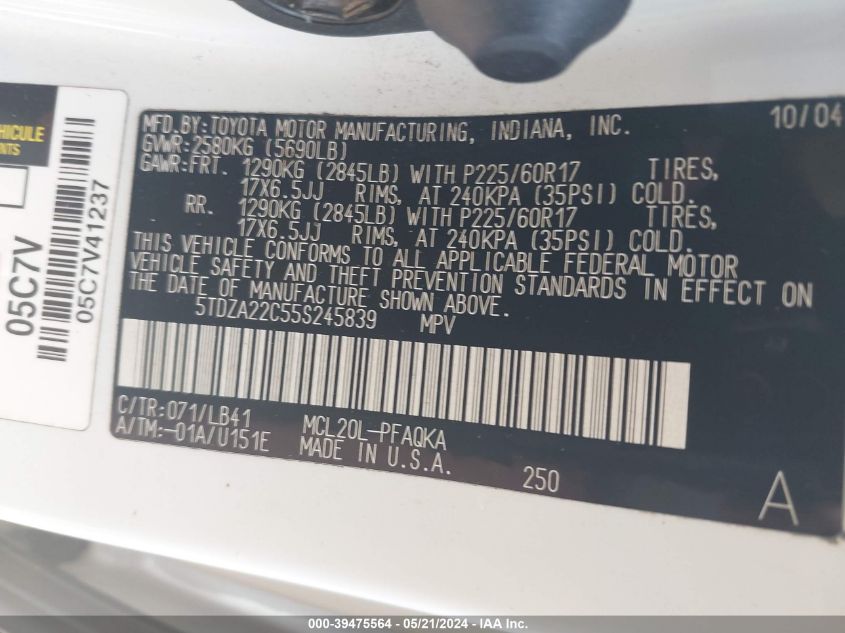 HICULE
NTS
05C7V
05C7V41237
10/04
MFD.BY:TOYOTA MOTOR MANUFACTURING, INDIANA, INC.
GVWR:2580KG (5690LB)
GAWR:FRT. 1290KG (2845LB) WITH P225/60R17 TIRES,
17X6.5JJ RIMS, AT 240KPA (35PSI) COLD.
RR. 1290KG (2845LB) WITH P225/60R17 TIRES,
17X6.5JJ RIMS, AT 240KPA (35PSI) COLD.
THIS VEHICLE CONFORMS TO ALL APPLICABLE FEDERAL MOTOR
VEHICLE SAFETY AND THEFT PREVENTION STANDARDS IN EFFECT ON
THE DATE OF MANUFACTURE SHOWN ABOVE.
5TDZA22C55S245839 MPV
C/TR:071/LB41 MCL20L-PFAQKA
A/TM:-01A/U151E MADE IN U.S.A.
250
A
000-39475564 - 05/21/2024 - IAA Inc.